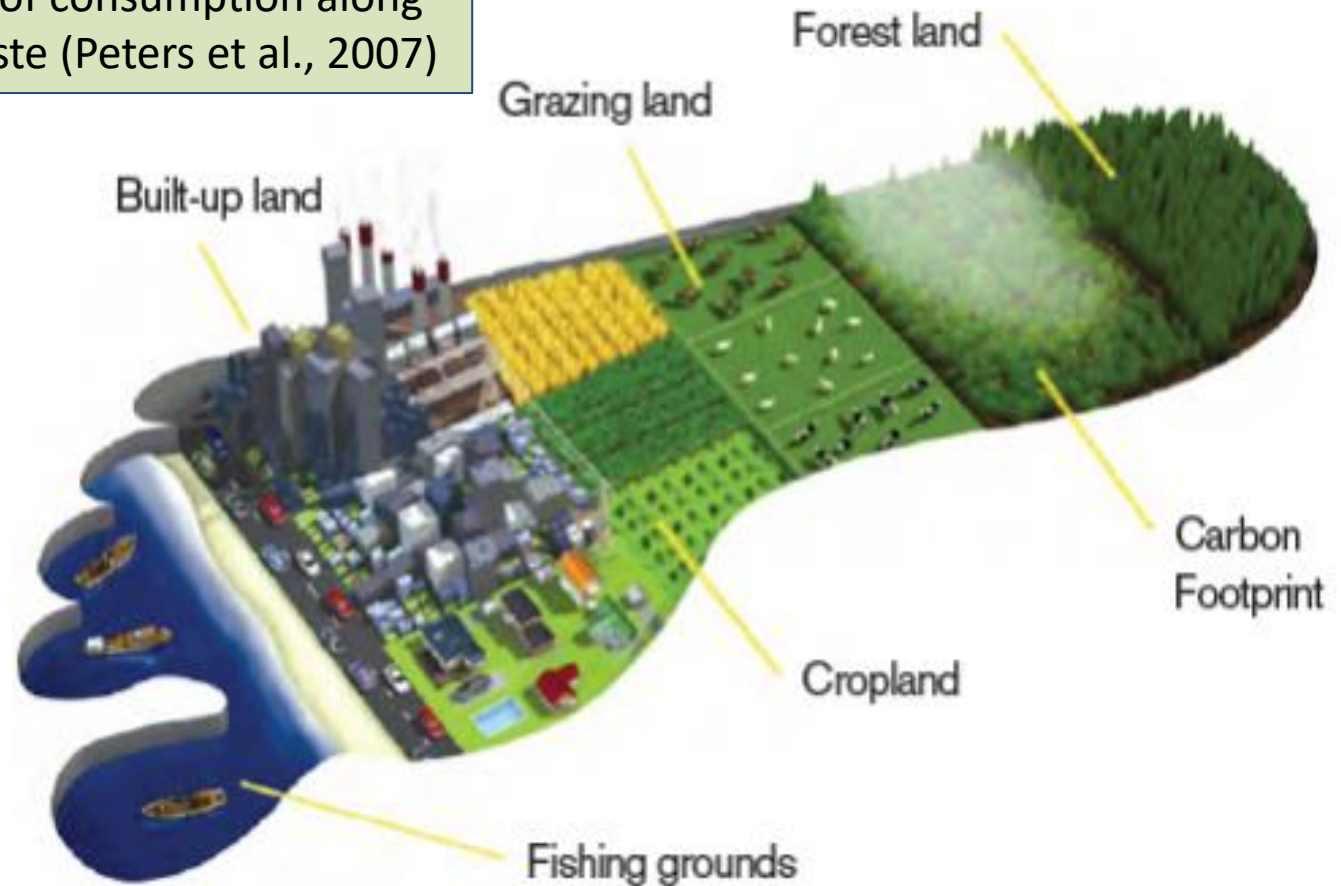 of consumption along
(Peters et al., 2007)
Forest land
Grazing land
Built-up land
Carbon
Footprint
Cropland
Fishing grounds